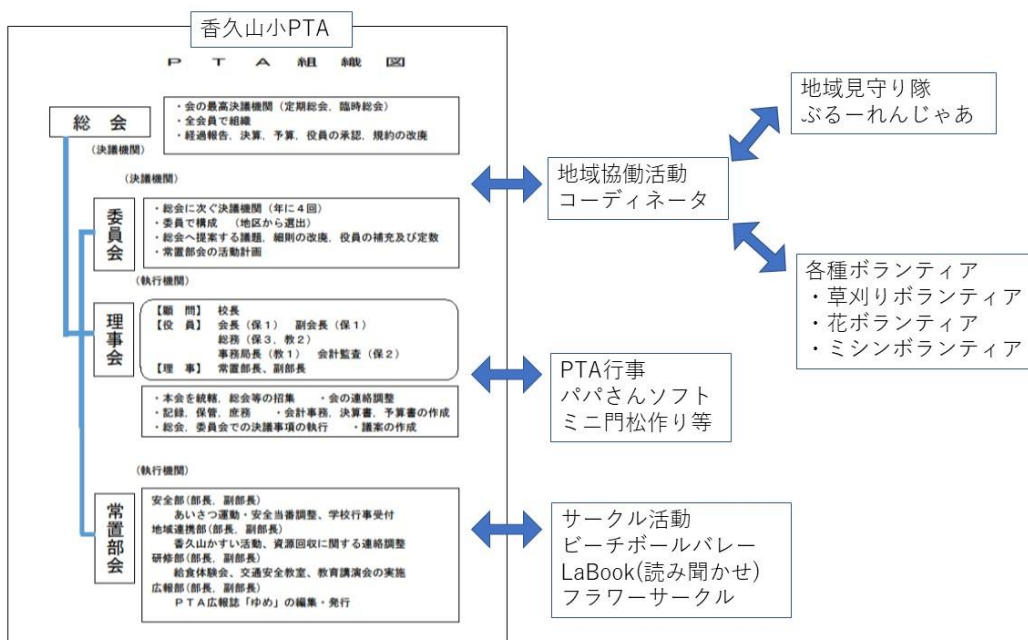 香久山小PTA
ＰＴＡ組織図
総会
（決議機関）
・会の最高決議機関（定期総会、臨時総会）
・全会員で組織
・経過報告、決算、予算、役員の承認、規約の改廃
（決議機関）
委員会
・総会に次ぐ決議機関（年に４回）
・委員で構成　（地区から選出）
・総会へ提案する議題、細則の改廃、役員の補充及び定数
・常置部会の活動計画
（執行機関）
理事会
【顧　問】　校長
【役　員】　会長（保１）　副会長（保１）
総務（保３、教２）
事務局長（教１）　会計監査（保２）
【理　事】　常置部長、副部長
・本会を統轄、総会等の招集　・会の連絡調整
・記録、保管、庶務　・会計事務、決算書、予算書の作成
・総会、委員会での決議事項の執行　・議案の作成
（執行機関）
常置部会
安全部(部長、副部長)
あいさつ運動・安全当番調整、学校行事受付
地域連携部(部長、副部長)
香久山かすい活動、資源回収に関する連絡調整
研修部(部長、副部長)
給食体験会、交通安全教室、教育講演会の実施
広報部(部長、副部長)
ＰＴＡ広報誌「ゆめ」の編集・発行
地域協働活動
コーディネータ
地域見守り隊
ぶるーれんじゃあ
各種ボランティア
・草刈りボランティア
・花ボランティア
・ミシンボランティア
PTA行事
パパさんソフト
ミニ門松作り等
サークル活動
ビーチボールバレー
LaBook(読み聞かせ)
フラワーサークル